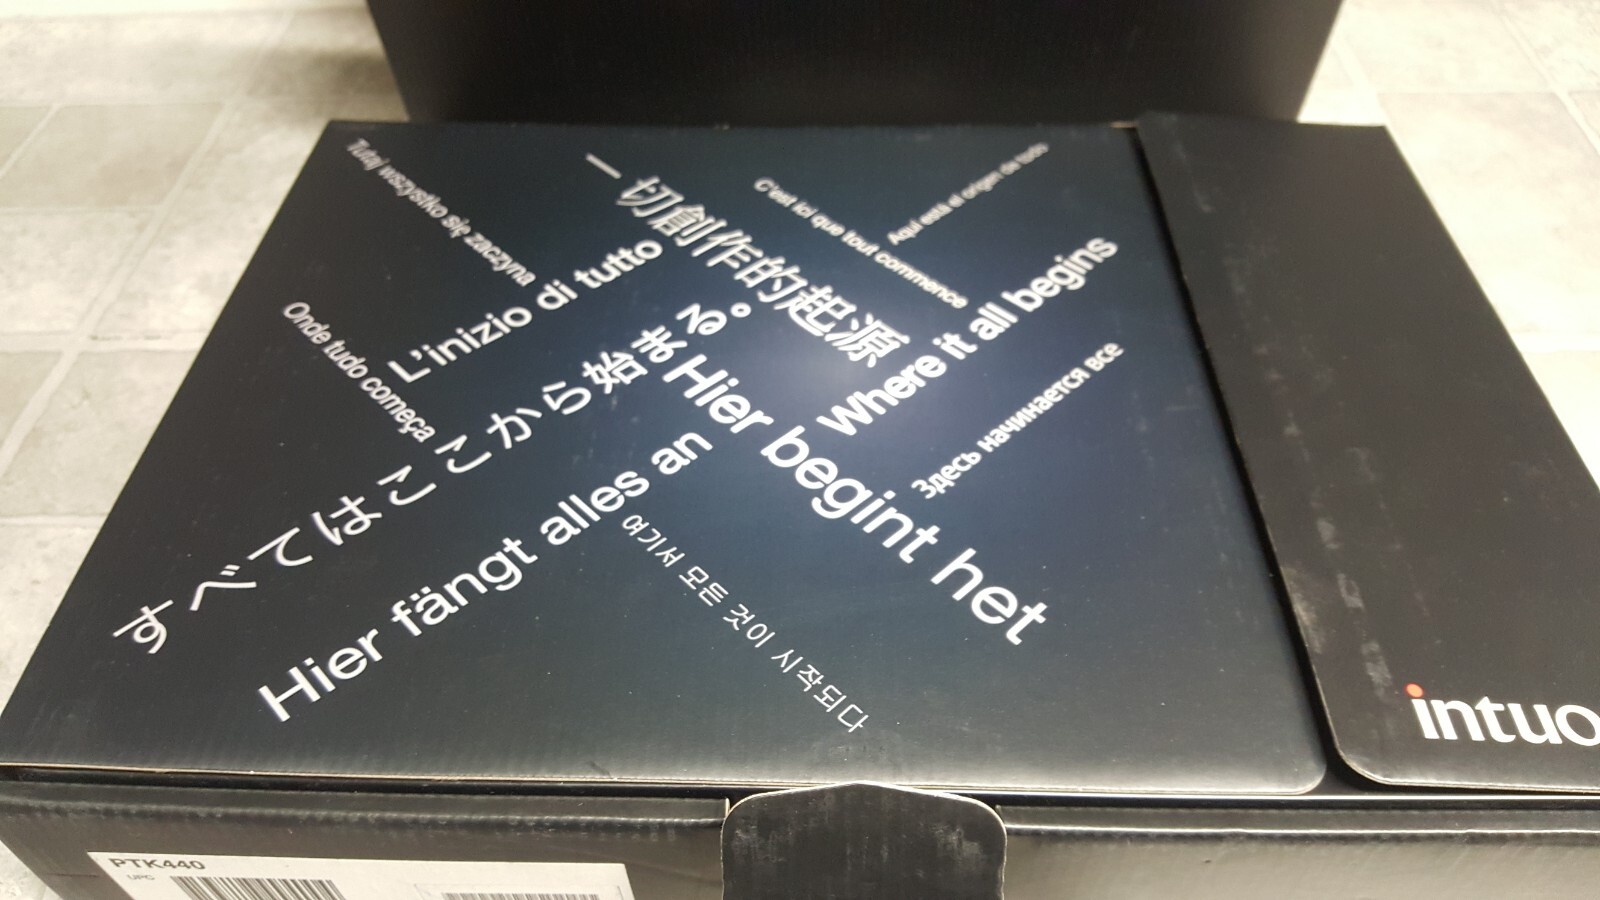 Tutaj wszystko się zaczyna
一切創作的起源
C'est ici que tout commence
Aquí está el origen de todo
L'inizio di tutto
Where it all begins
Onde tudo começa
すべてはここから始まる。
Hier begint het
Здесь начинается все
Hier fängt alles an
여기서 모든 것이 시작되다
intuo
PTK440
UPC